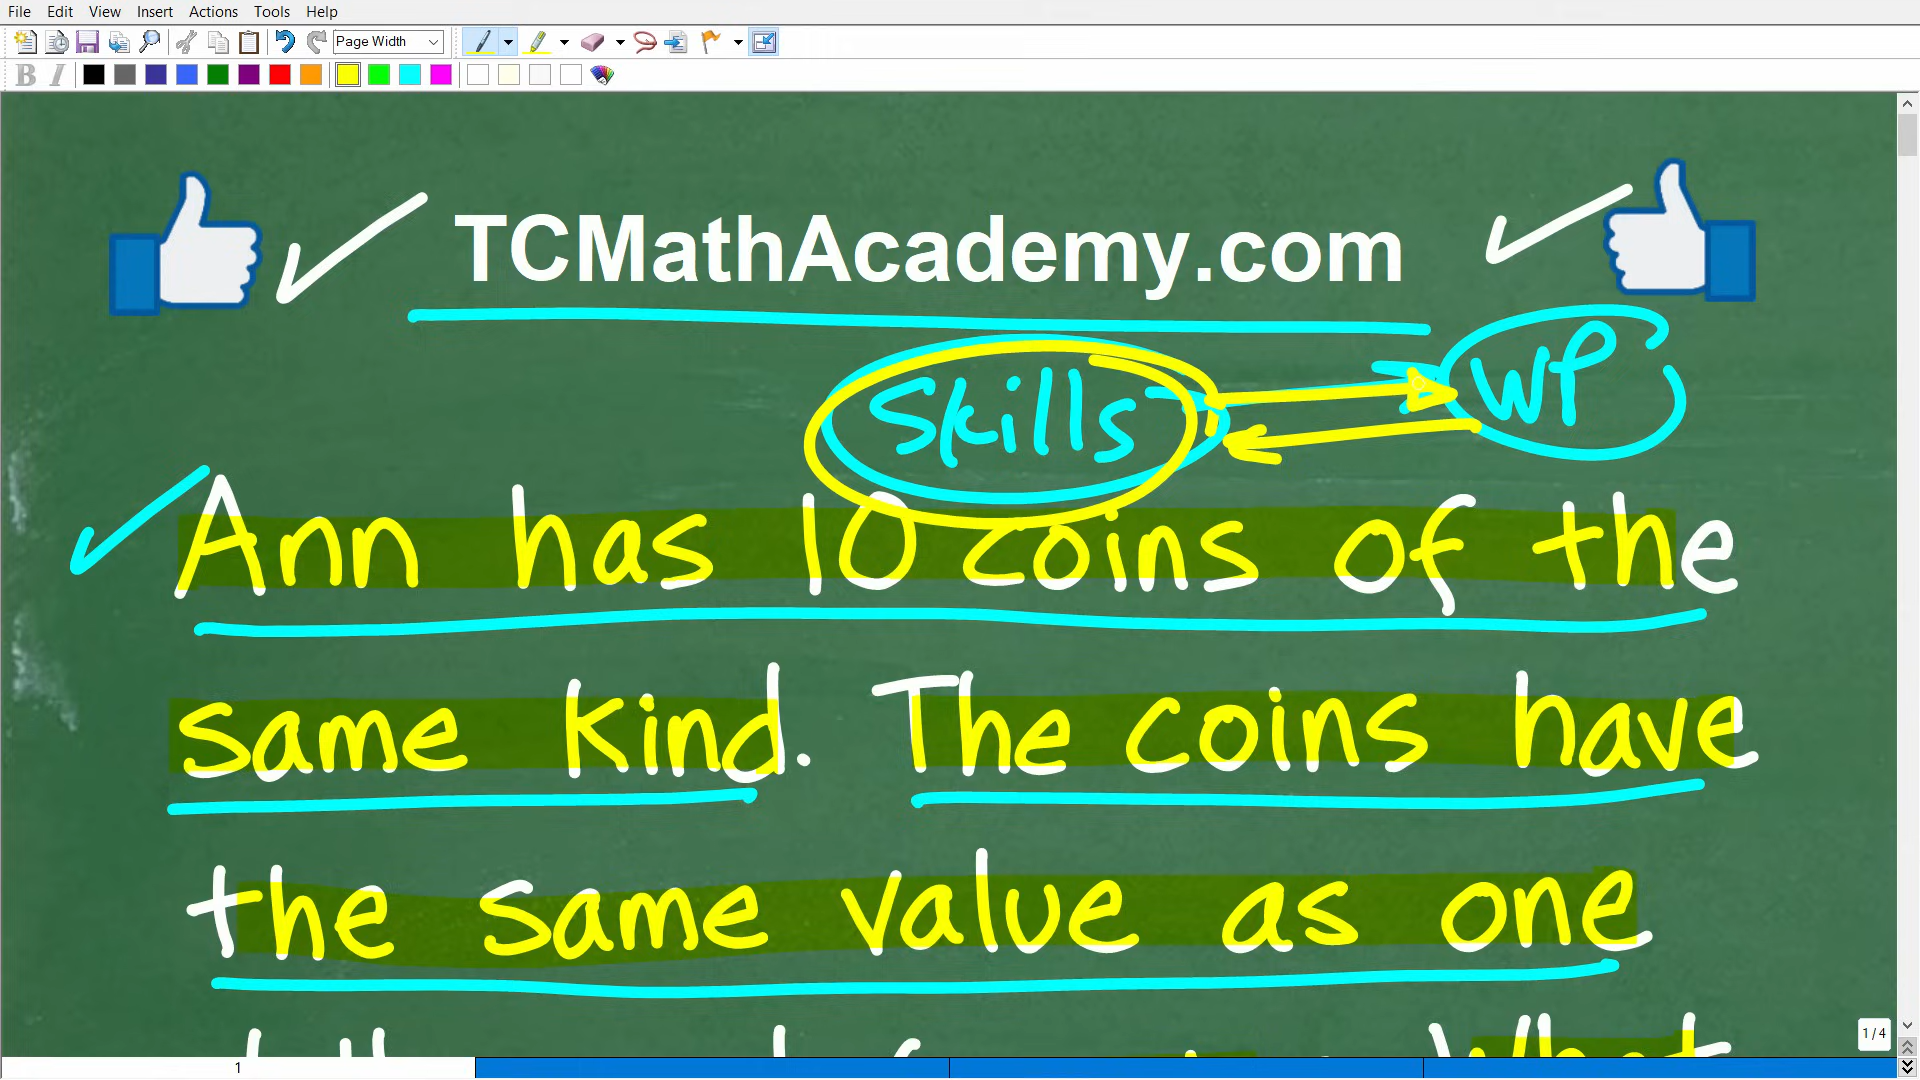 File Edit View Insert Actions Tools Help
Page Width
B I
TCMathAcademy.com
Skills WP
Ann has 10 coins of the
same kind. The coins have
the same value as one
1 / 4
1